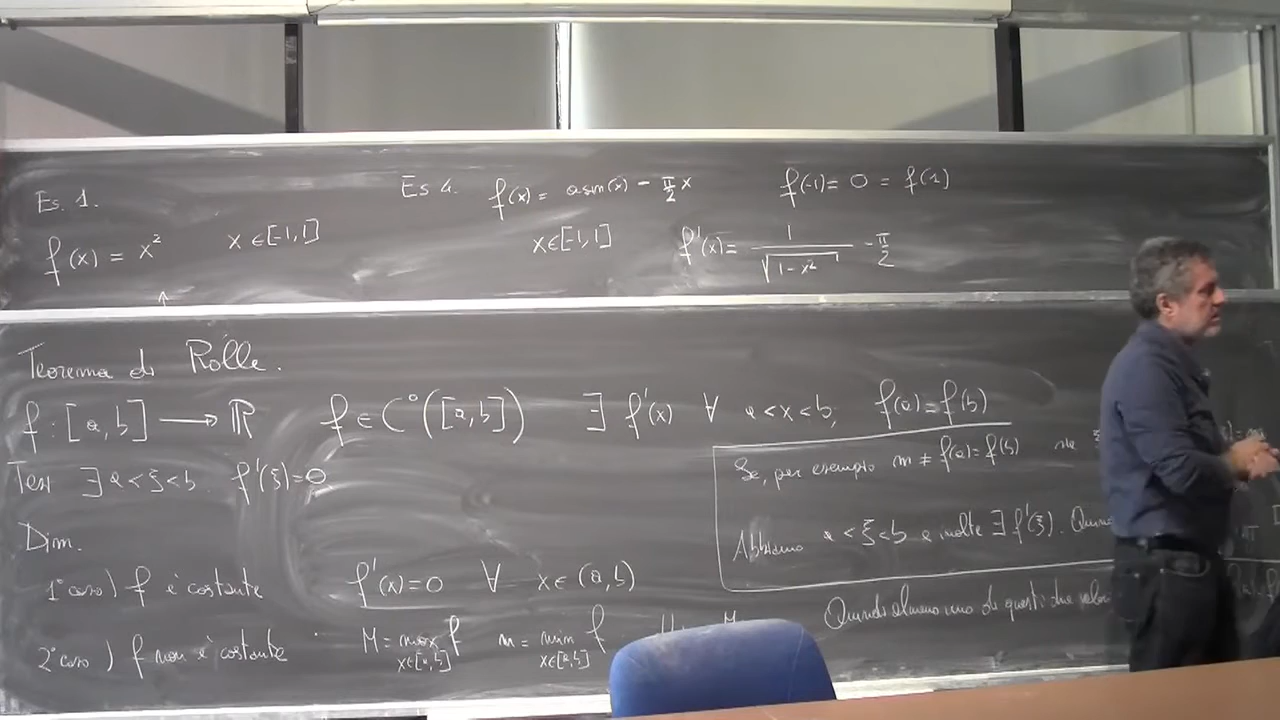 Es. 1.
f(x) = x² x ∈ [-1,1]
Es 2. f(x) = asin(x) - π/2 x f(-1) = 0 = f(1)
x∈[-1,1] f'(x) = 1/√(1-x²) - π/2
Teorema di Rolle.
f: [a,b] → ℝ f ∈ C⁰([a,b]) ∃ f'(x) ∀ a<x<b, f(a)=f(b)
Tesi ∃ a<ξ<b f'(ξ)=0
Dim.
1° caso) f è costante f'(x)=0 ∀ x∈(a,b)
2° caso) f non è costante M = max f x∈[a,b] m = min f x∈[a,b]
Se, per esempio m ≠ f(a)=f(b)
Abbiamo a<ξ<b e inoltre ∃ f'(ξ).
Quindi almeno uno di questi due valori